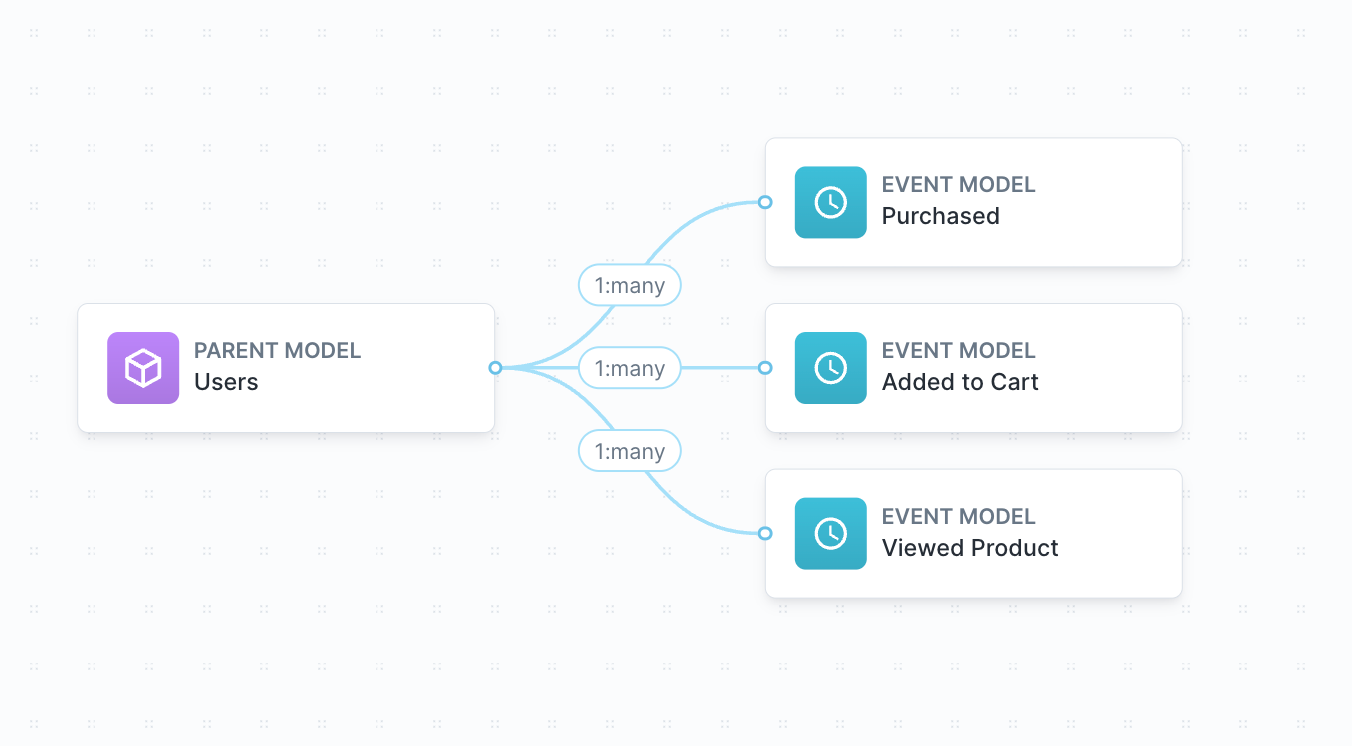 EVENT MODEL
Purchased
1:many
PARENT MODEL
Users
1:many
EVENT MODEL
Added to Cart
1:many
EVENT MODEL
Viewed Product